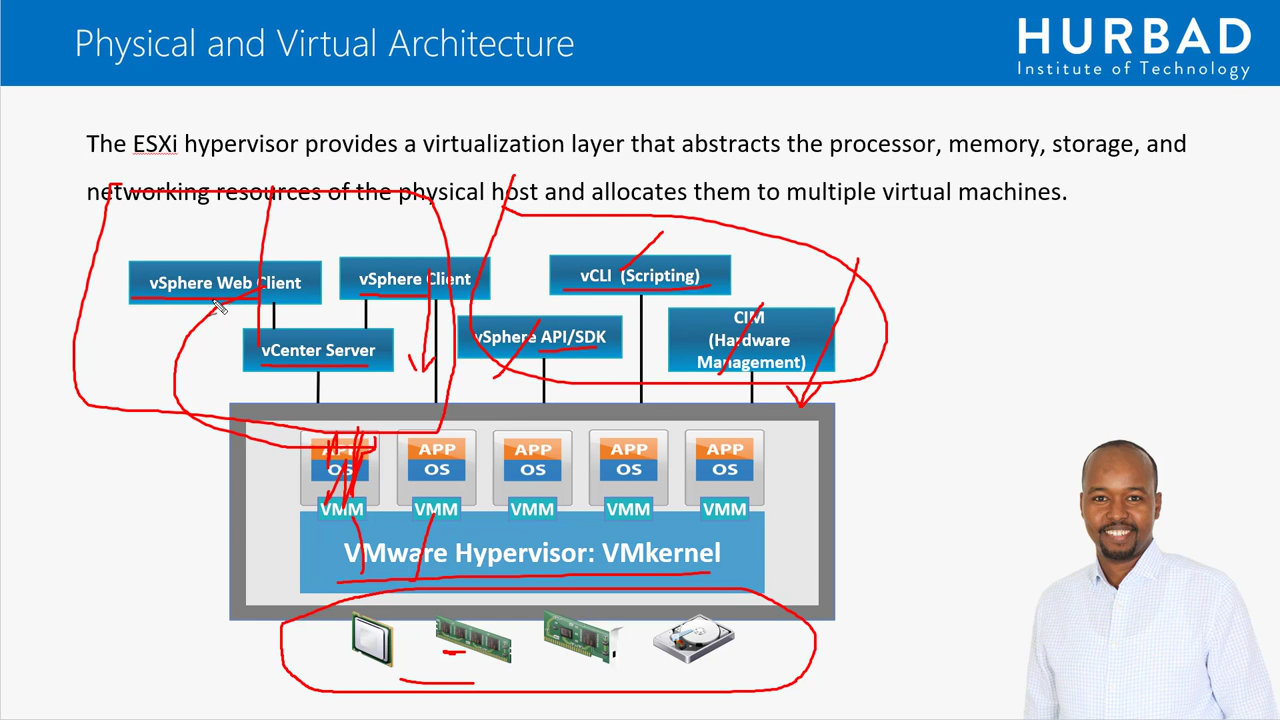 Physical and Virtual Architecture
HURBAD
Institute of Technology
The ESXi hypervisor provides a virtualization layer that abstracts the processor, memory, storage, and
networking resources of the physical host and allocates them to multiple virtual machines.
vSphere Web Client
vSphere Client
vCLI (Scripting)
vCenter Server
vSphere API/SDK
CIM
(Hardware
Management)
APP APP APP APP APP
OS OS OS OS OS
VMM VMM VMM VMM VMM
VMware Hypervisor: VMkernel